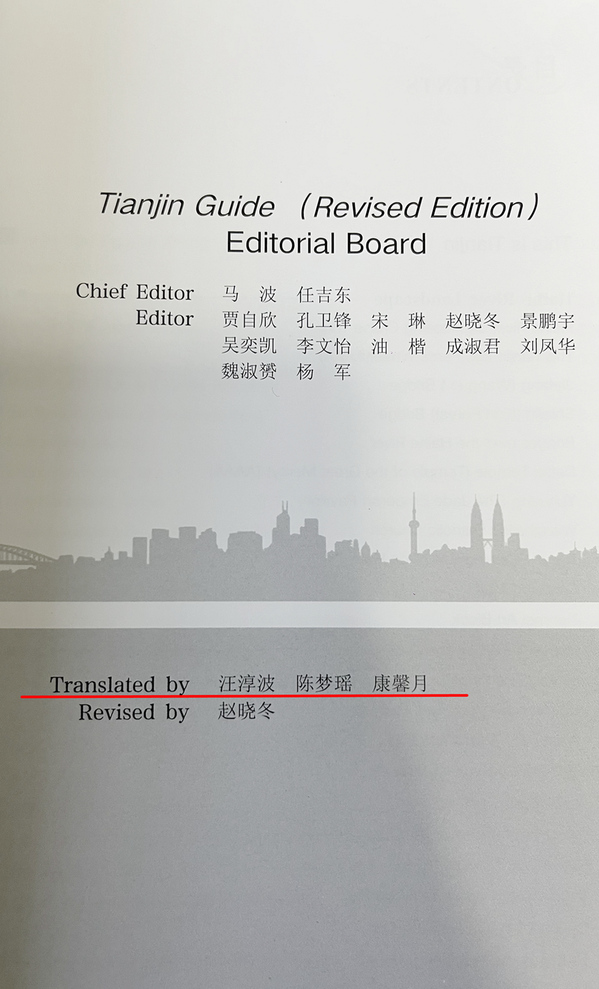 Tianjin Guide （Revised Edition）
Editorial Board
Chief Editor 马 波 任吉东
Editor 贾自欣 孔卫锋 宋 琳 赵晓冬 景鹏宇
吴奕凯 李文怡 油 楷 成淑君 刘凤华
魏淑赟 杨 军
Translated by 汪淳波 陈梦瑶 康馨月
Revised by 赵晓冬